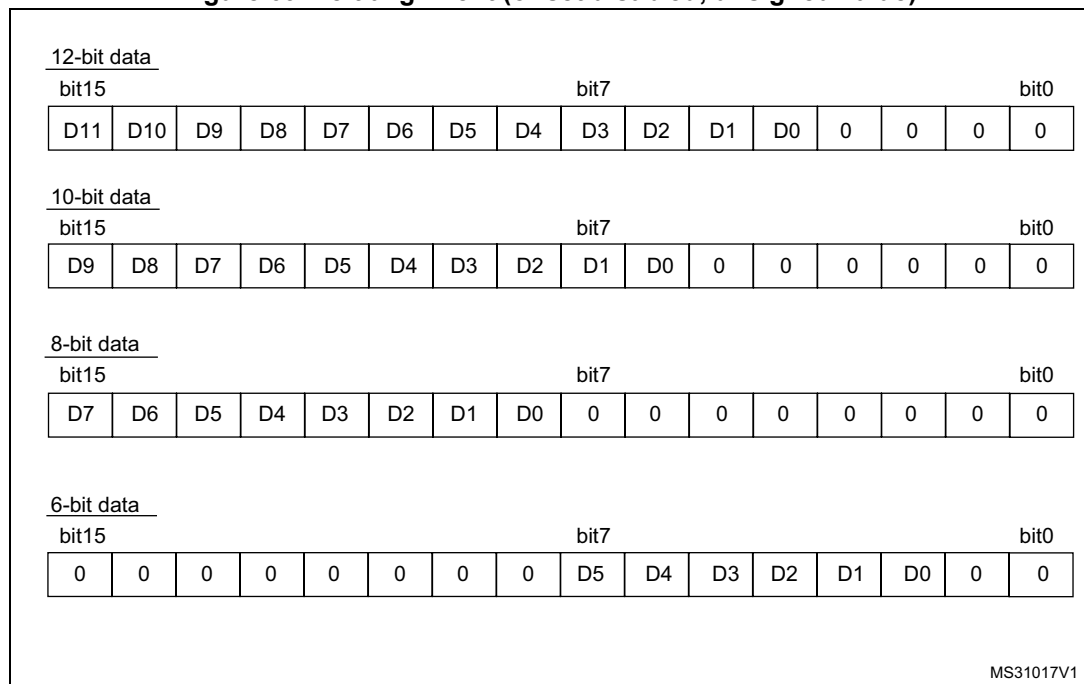 12-bit data
bit15 bit7 bit0
D11 D10 D9 D8 D7 D6 D5 D4 D3 D2 D1 D0 0 0 0 0
10-bit data
bit15 bit7 bit0
D9 D8 D7 D6 D5 D4 D3 D2 D1 D0 0 0 0 0 0 0
8-bit data
bit15 bit7 bit0
D7 D6 D5 D4 D3 D2 D1 D0 0 0 0 0 0 0 0 0
6-bit data
bit15 bit7 bit0
0 0 0 0 0 0 0 0 D5 D4 D3 D2 D1 D0 0 0
MS31017V1